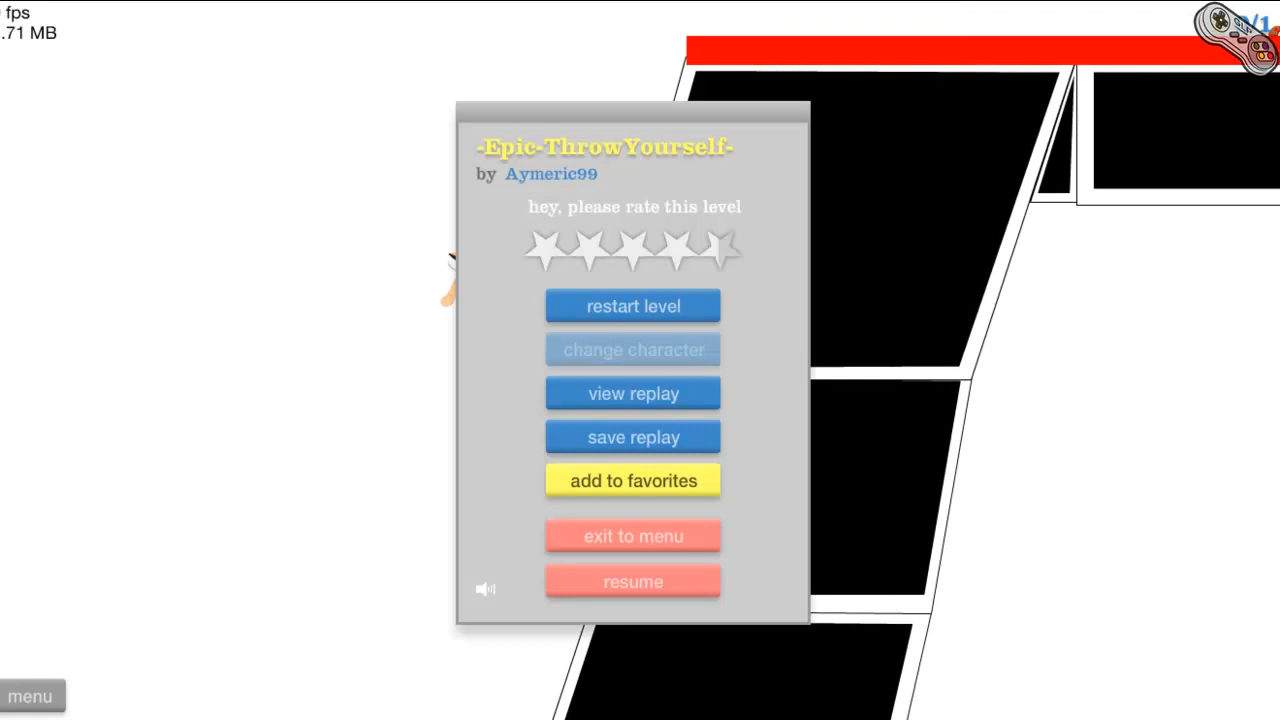 fps
.71 MB
/1
-Epic-ThrowYourself-
by Aymeric99
hey, please rate this level
restart level
change character
view replay
save replay
add to favorites
exit to menu
resume
menu